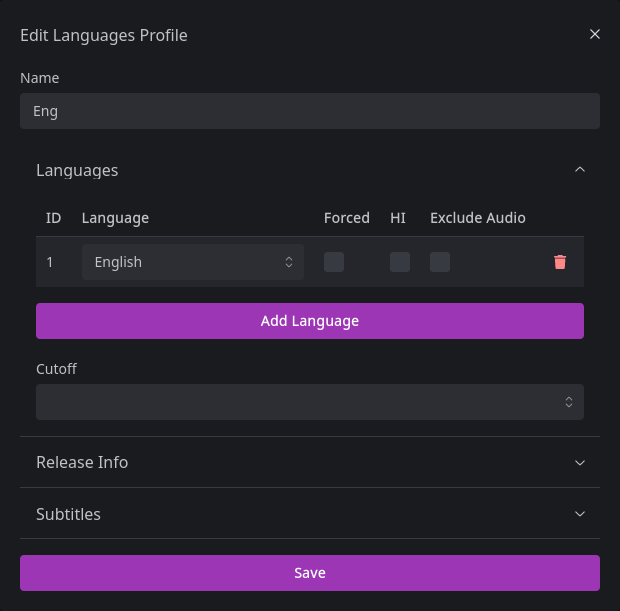 Edit Languages Profile
Name
Eng
Languages
ID Language Forced HI Exclude Audio
1 English
Add Language
Cutoff
Release Info
Subtitles
Save